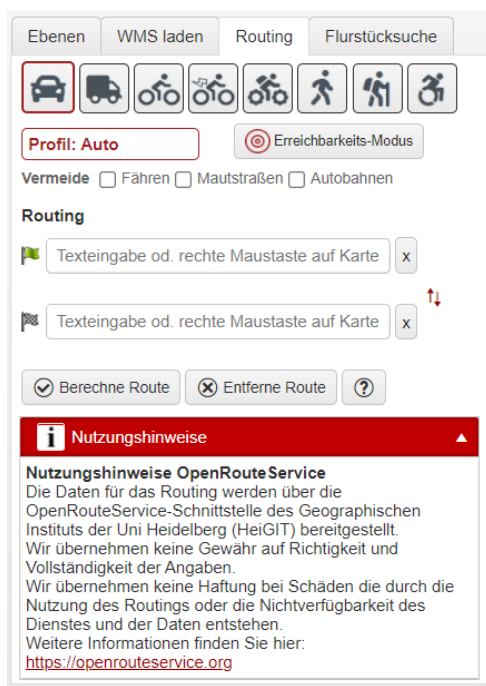 Ebenen WMS laden Routing Flurstücksuche
Profil: Auto Erreichbarkeits-Modus
Vermeide Fähren Mautstraßen Autobahnen
Routing
Texteingabe od. rechte Maustaste auf Karte x
Texteingabe od. rechte Maustaste auf Karte x
Berechne Route Entferne Route ?
i Nutzungshinweise
Nutzungshinweise OpenRouteService
Die Daten für das Routing werden über die
OpenRouteService-Schnittstelle des Geographischen
Instituts der Uni Heidelberg (HeiGIT) bereitgestellt.
Wir übernehmen keine Gewähr auf Richtigkeit und
Vollständigkeit der Angaben.
Wir übernehmen keine Haftung bei Schäden die durch die
Nutzung des Routings oder die Nichtverfügbarkeit des
Dienstes und der Daten entstehen.
Weitere Informationen finden Sie hier:
https://openrouteservice.org